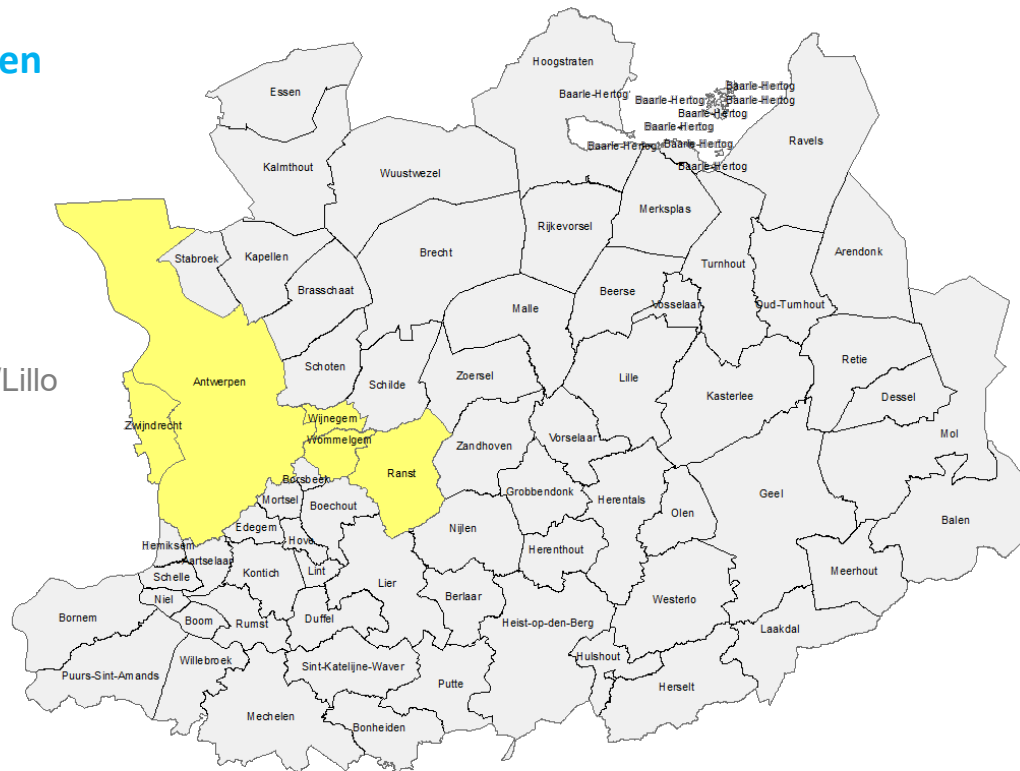 en
Hoogstraten
Essen
Baarle-Hertog
Baarle-Hertog
Baarle-Hertog
Baarle-Hertog
Baarle-Hertog
Baarle-Hertog
Baarle-Hertog
Baarle-Hertog
Baarle-Hertog
Ravels
Kalmthout
Wuustwezel
Merksplas
Rijkevorsel
Stabroek
Kapellen
Brecht
Turnhout
Arendonk
Brasschaat
Beerse
Vosselaar
Oud-Turnhout
Malle
Schoten
Retie
/Lillo
Antwerpen
Schilde
Zoersel
Lille
Kasterlee
Dessel
Zwijndrecht
Wijnegem
Wommelgem
Vorselaar
Mol
Ranst
Zandhoven
Borsbeek
Mortsel
Boechout
Grobbendonk
Herentals
Geel
Olen
Balen
Edegem
Hove
Nijlen
Hemiksem
Aartselaar
Herenthout
Schelle
Kontich
Lint
Lier
Meerhout
Niel
Berlaar
Westerlo
Bornem
Boom
Rumst
Duffel
Heist-op-den-Berg
Laakdal
Willebroek
Sint-Katelijne-Waver
Hulshout
Puurs-Sint-Amands
Putte
Herselt
Mechelen
Bonheiden